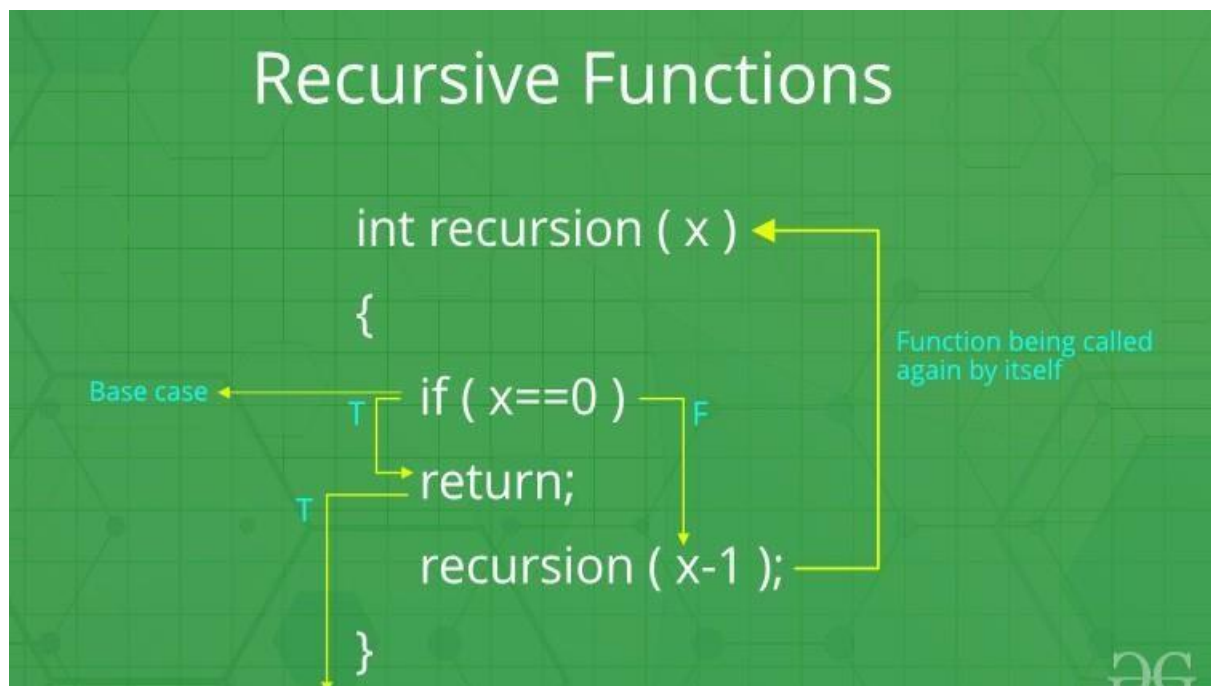 Recursive Functions
int recursion ( x )
{
Function being called
again by itself
Base case
if ( x==0 )
T
F
return;
T
recursion ( x-1 );
}